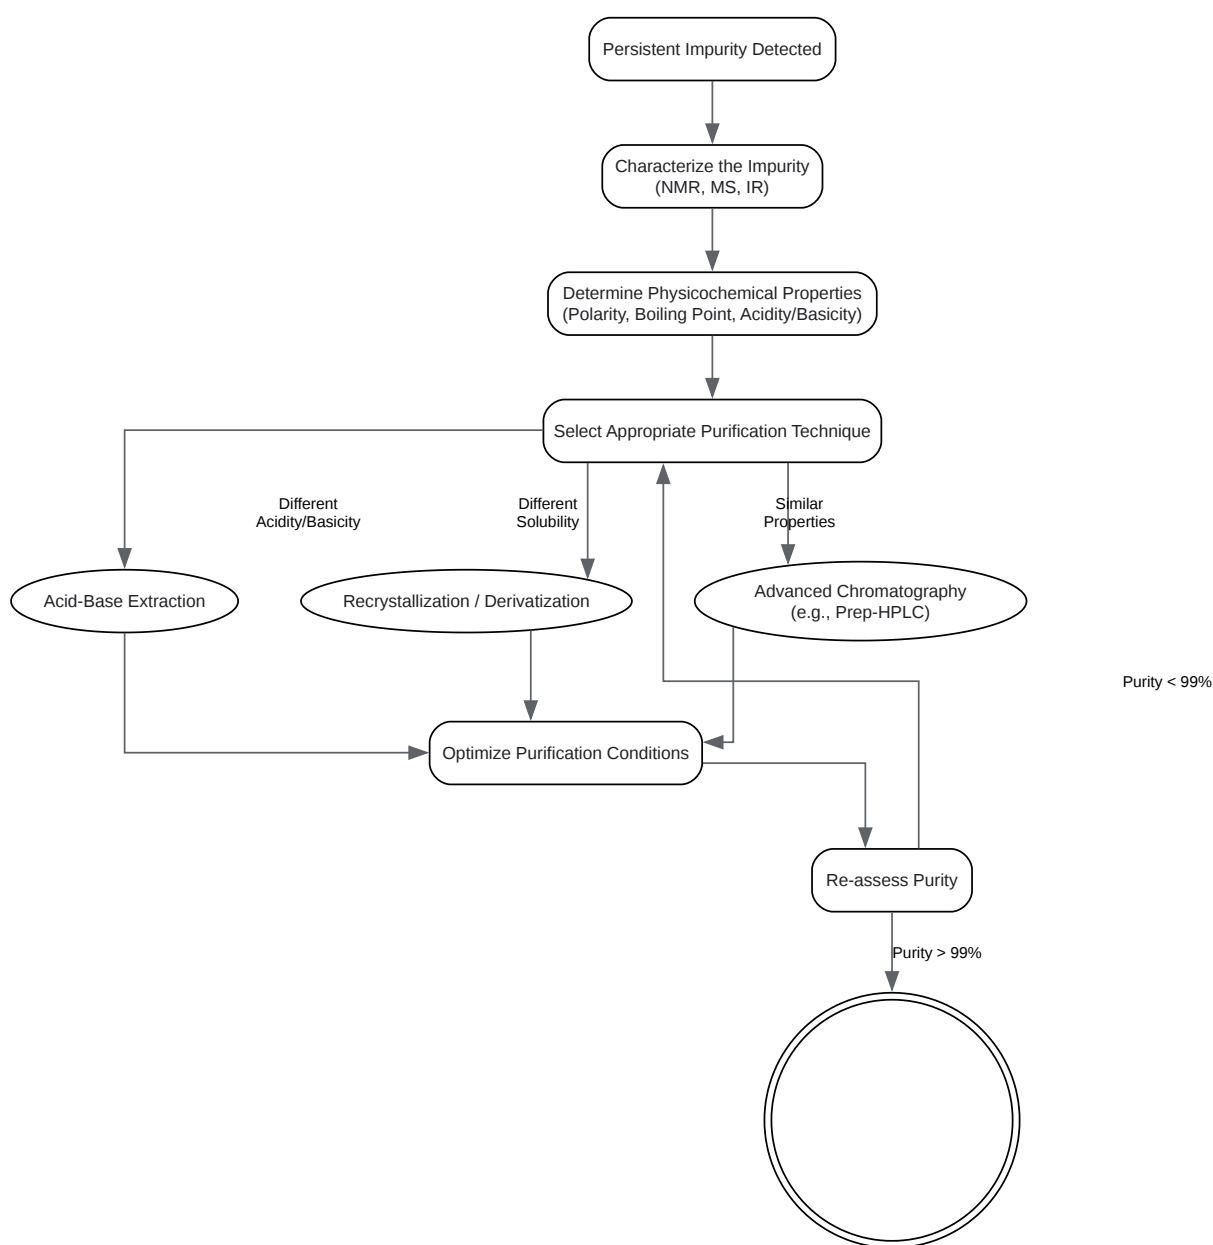 Persistent Impurity Detected
Characterize the Impurity
(NMR, MS, IR)
Determine Physicochemical Properties
(Polarity, Boiling Point, Acidity/Basicity)
Select Appropriate Purification Technique
Different
Acidity/Basicity
Different
Solubility
Similar
Properties
Acid-Base Extraction
Recrystallization / Derivatization
Advanced Chromatography
(e.g., Prep-HPLC)
Purity < 99%
Optimize Purification Conditions
Re-assess Purity
Purity > 99%